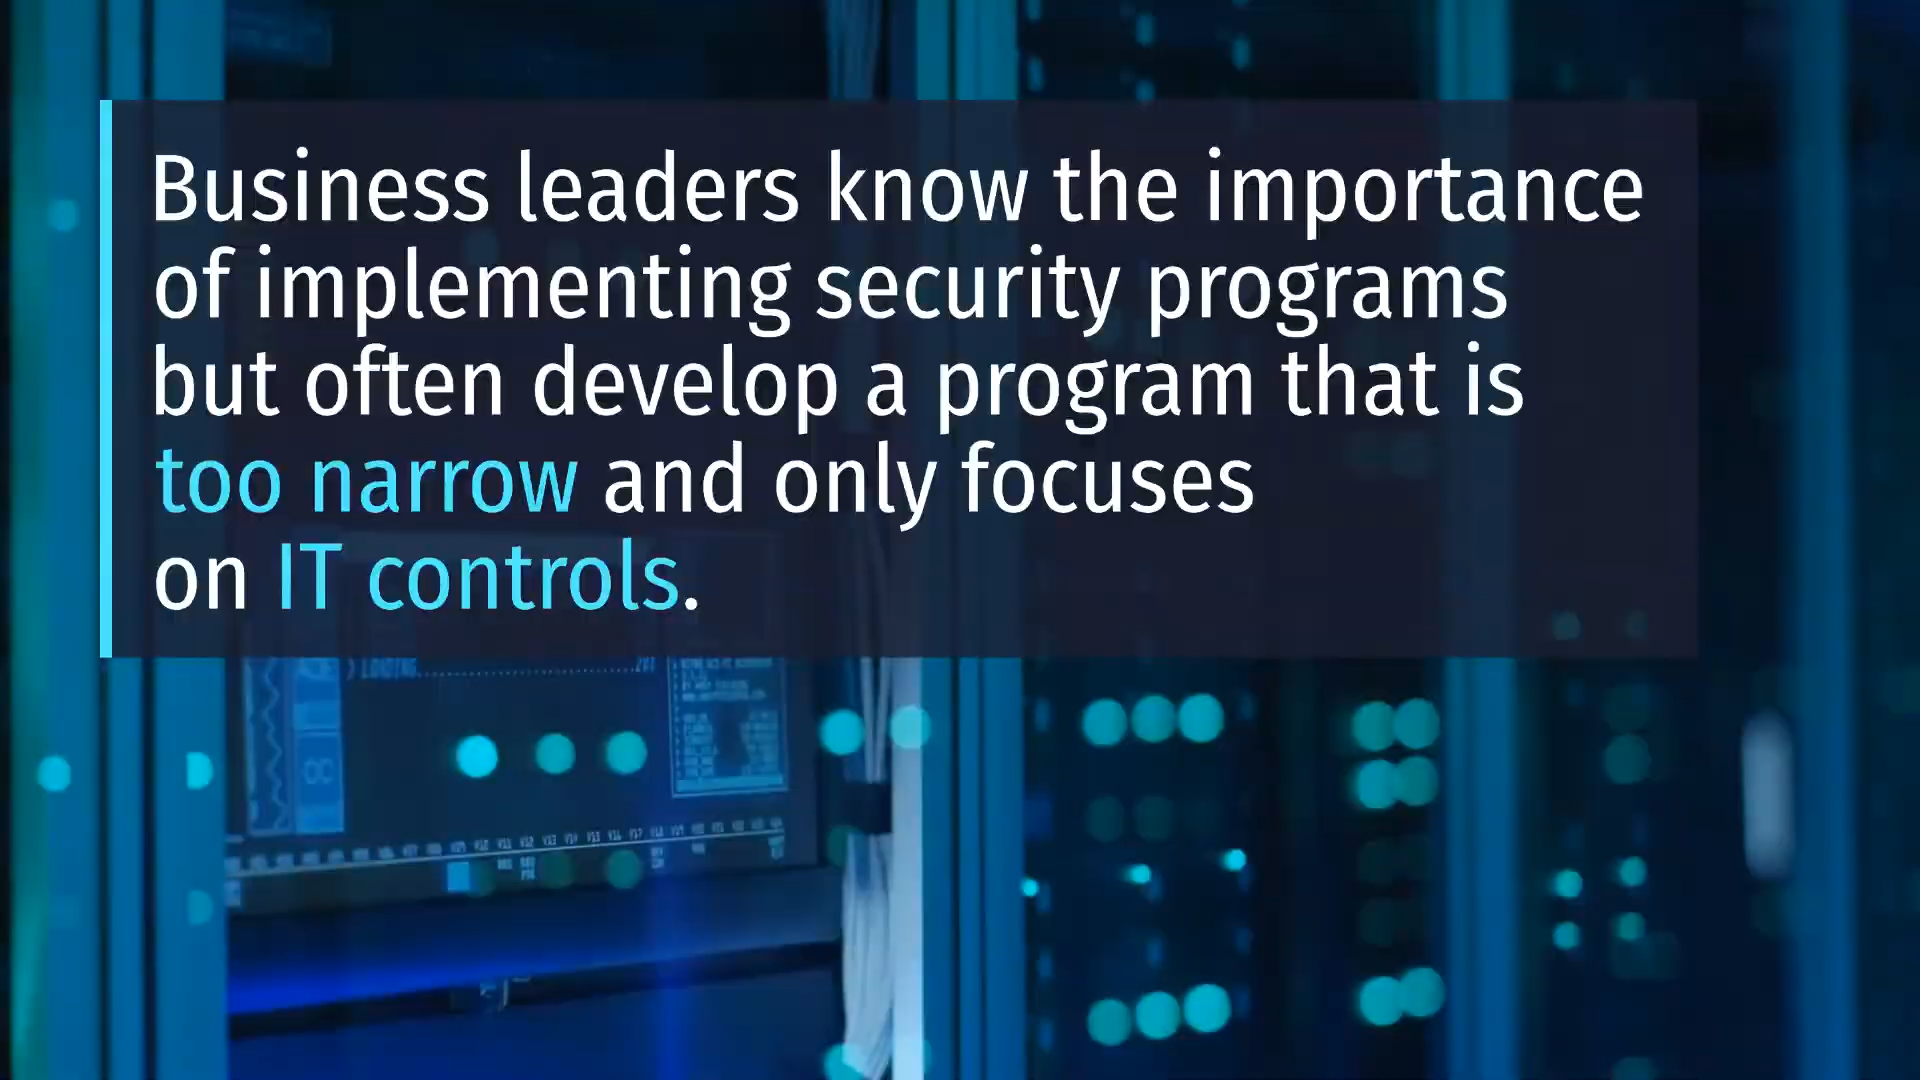 Business leaders know the importance
of implementing security programs
but often develop a program that is
too narrow and only focuses
on IT controls.
LOADING